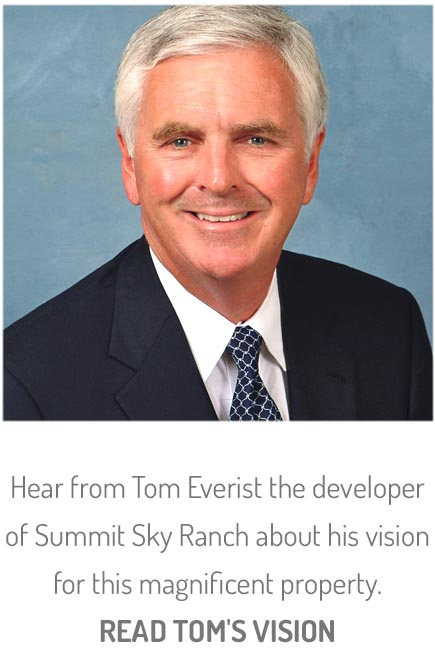 Hear from Tom Everist the developer
of Summit Sky Ranch about his vision
for this magnificent property.
READ TOM'S VISION